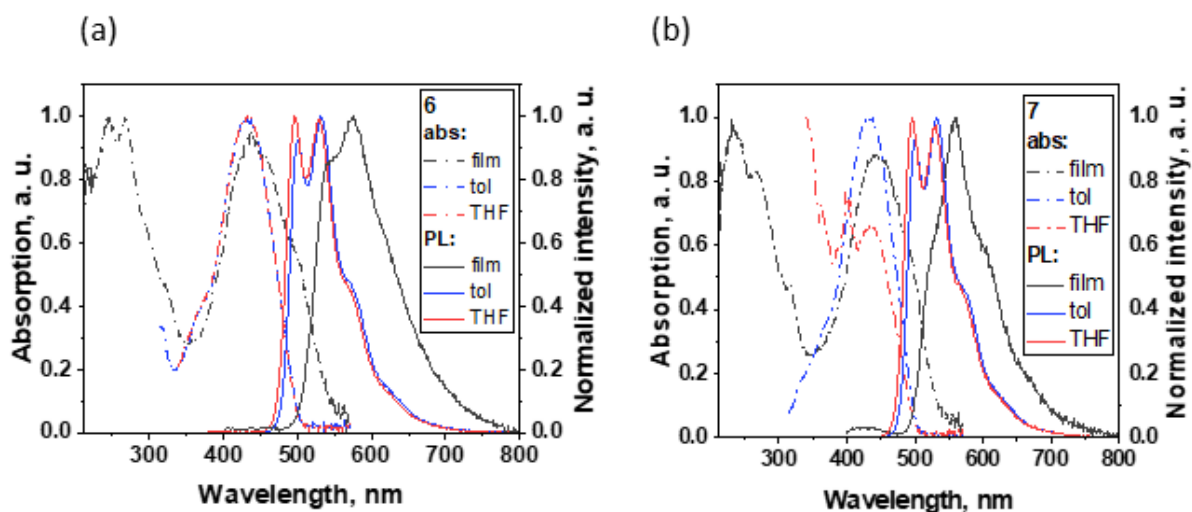 (a)
(b)
Absorption, a. u.
1.0
0.8
0.6
0.4
0.2
0.0
6
abs:
film
tol
THF
PL:
film
tol
THF
1.0
0.8
0.6
0.4
0.2
0.0
Normalized intensity, a. u.
300 400 500 600 700 800
Wavelength, nm
Absorption, a. u.
1.0
0.8
0.6
0.4
0.2
0.0
7
abs:
film
tol
THF
PL:
film
tol
THF
1.0
0.8
0.6
0.4
0.2
0.0
Normalized intensity, a. u.
300 400 500 600 700 800
Wavelength, nm